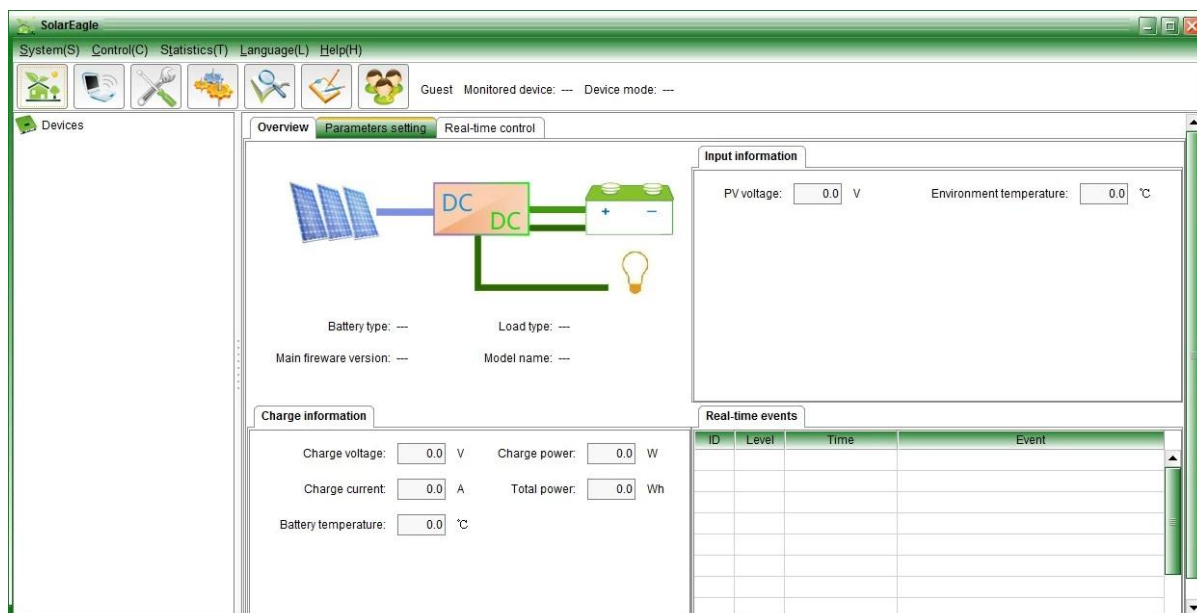 SolarEagle
System(S) Control(C) Statistics(T) Language(L) Help(H)
Guest Monitored device: --- Device mode: ---
Devices
Overview Parameters setting Real-time control
DC
DC
+ −
Battery type: --- Load type: ---
Main fireware version: --- Model name: ---
Input information
PV voltage: 0.0 V Environment temperature: 0.0 ℃
Charge information
Charge voltage: 0.0 V Charge power: 0.0 W
Charge current: 0.0 A Total power: 0.0 Wh
Battery temperature: 0.0 ℃
Real-time events
ID Level Time Event